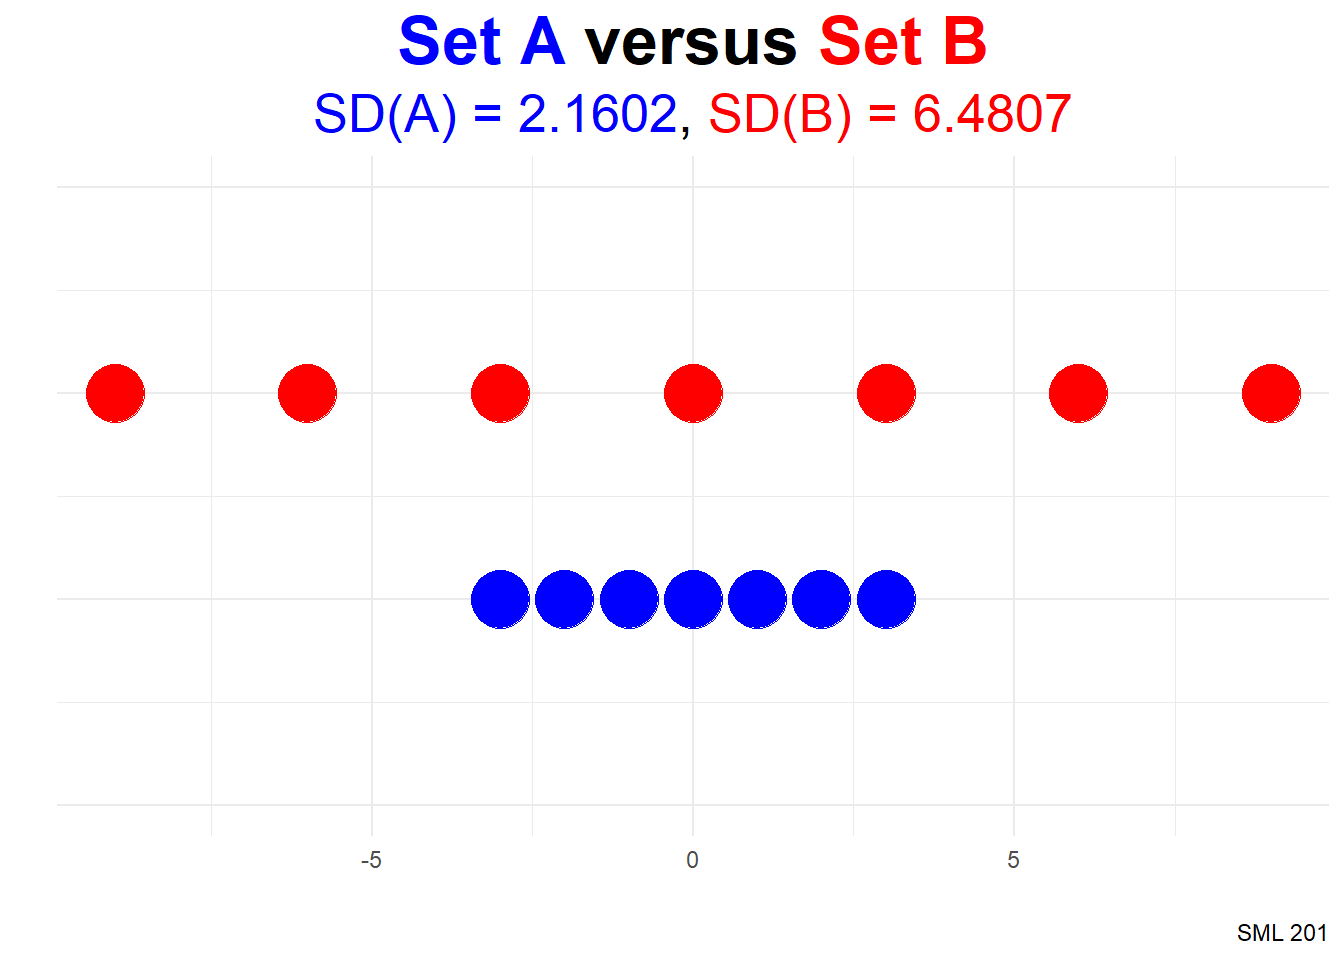 Set A versus Set B
SD(A) = 2.1602, SD(B) = 6.4807
-5 0 5
SML 201